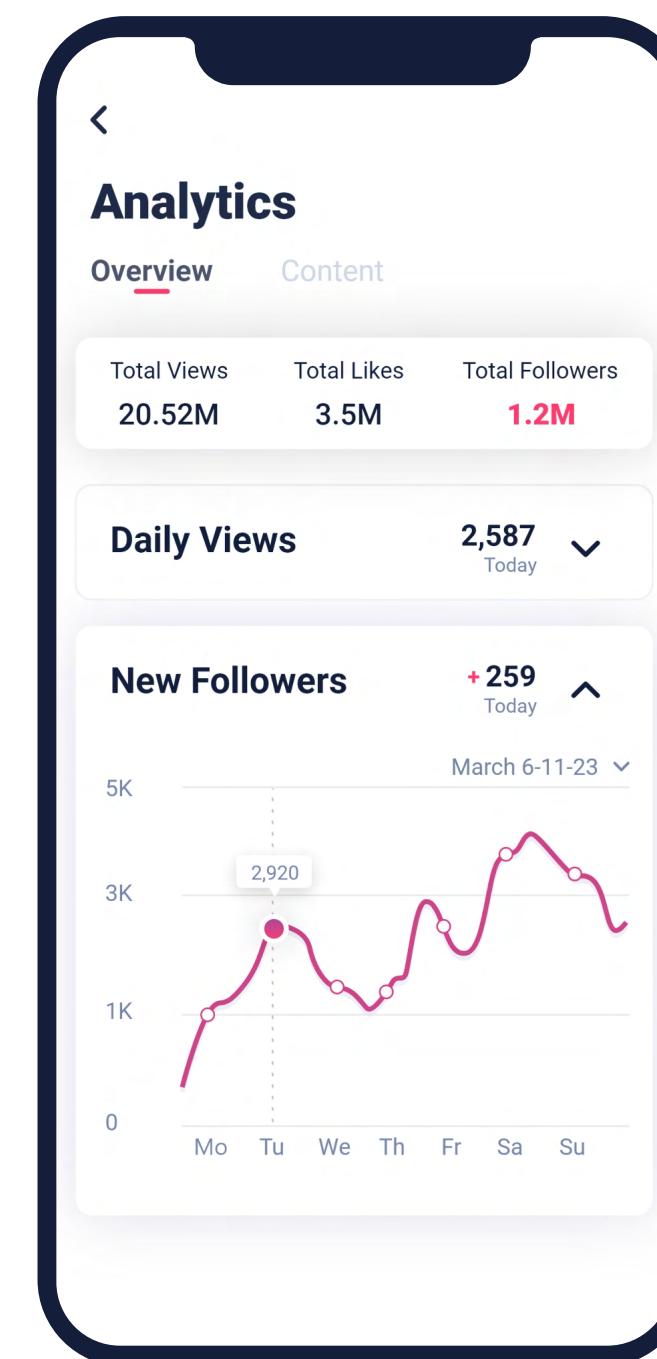 Analytics
Overview Content
Total Views Total Likes Total Followers
20.52M 3.5M 1.2M
Daily Views 2,587
Today
New Followers + 259
Today
March 6-11-23
5K
2,920
3K
1K
0
Mo Tu We Th Fr Sa Su